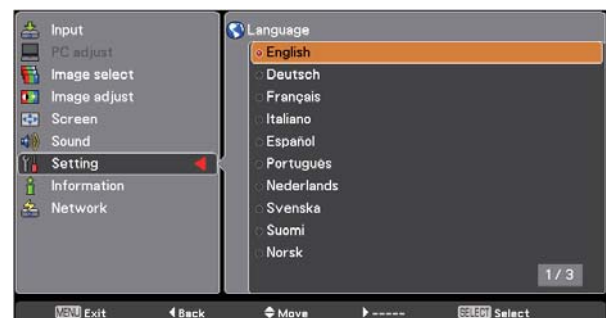 Input
PC adjust
Image select
Image adjust
Screen
Sound
Setting
Information
Network
Language
English
Deutsch
Français
Italiano
Español
Português
Nederlands
Svenska
Suomi
Norsk
1 / 3
MENU Exit ◀ Back Move ▶ ----- SELECT Select